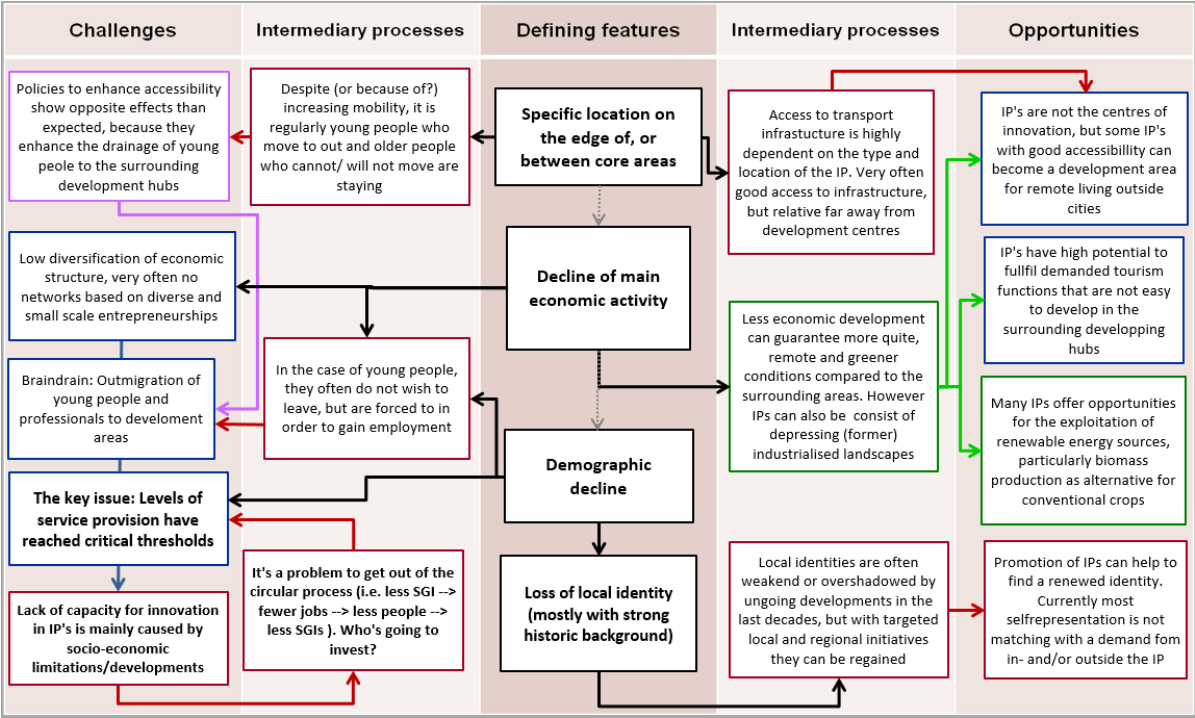 Challenges
Intermediary processes
Defining features
Intermediary processes
Opportunities
Policies to enhance accessibility
show opposite effects than
expected, because they
enhance the drainage of young
peole to the surrounding
development hubs
Low diversification of economic
structure, very often no
networks based on diverse and
small scale entrepreneurships
Braindrain: Outmigration of
young people and
professionals to develoment
areas
The key issue: Levels of
service provision have
reached critical thresholds
Lack of capacity for innovation
in IP's is mainly caused by
socio-economic
limitations/developments
Despite (or because of?)
increasing mobility, it is
regularly young people who
move to out and older people
who cannot/ will not move are
staying
In the case of young people,
they often do not wish to
leave, but are forced to in
order to gain employment
It's a problem to get out of the
circular process (i.e. less SGI -->
fewer jobs --> less people -->
less SGIs ). Who's going to
invest?
Specific location on
the edge of, or
between core areas
Decline of main
economic activity
Demographic
decline
Loss of local identity
(mostly with strong
historic background)
Access to transport
infrastucture is highly
dependent on the type and
location of the IP. Very often
good access to infrastructure,
but relative far away from
development centres
Less economic development
can guarantee more quite,
remote and greener
conditions compared to the
surrounding areas. However
IPs can also be  consist of
depressing (former)
industrialised landscapes
Local identities are often
weakend or overshadowed by
ungoing developments in the
last decades, but with targeted
local and regional initiatives
they can be regained
IP's are not the centres of
innovation, but some IP's
with good accessibillity can
become a development area
for remote living outside
cities
IP's have high potential to
fullfil demanded tourism
functions that are not easy
to develop in the
surrounding developping
hubs
Many IPs offer opportunities
for the exploitation of
renewable energy sources,
particularly biomass
production as alternative for
conventional crops
Promotion of IPs can help to
find a renewed identity.
Currently most
selfrepresentation is not
matching with a demand fom
in- and/or outside the IP